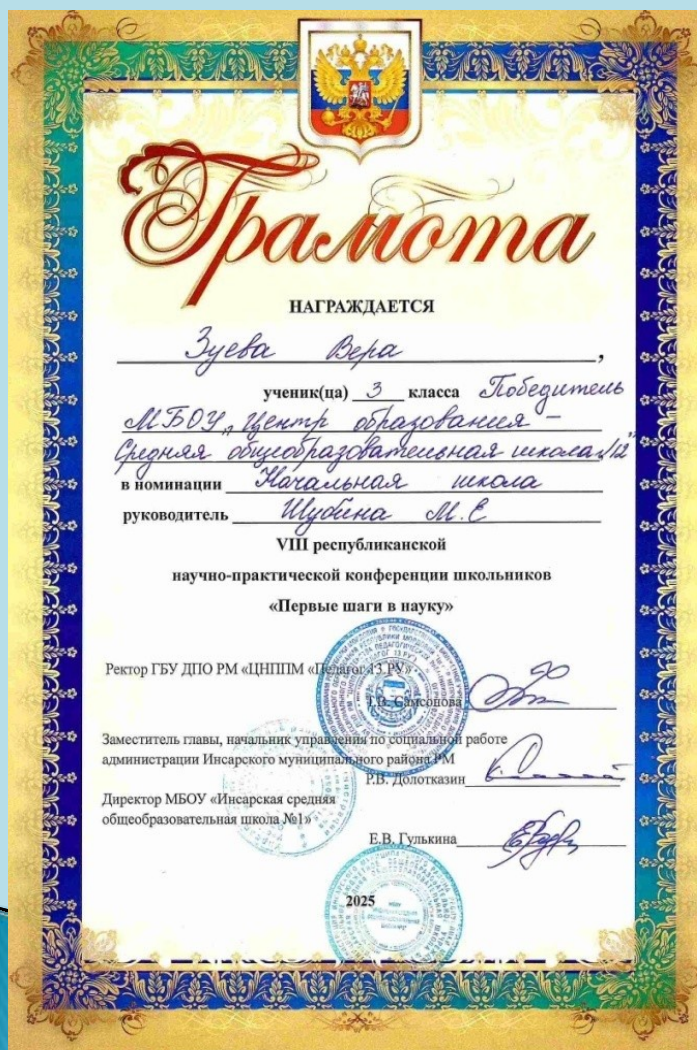 Грамота
НАГРАЖДАЕТСЯ
Зуева Вера,
ученик(ца) 3 класса Победитель
МБОУ „Центр образования –
Средняя общеобразовательная школа №12"
в номинации Начальная школа
руководитель Шубина М.Е
VIII республиканской
научно-практической конференции школьников
«Первые шаги в науку»
Ректор ГБУ ДПО РМ «ЦНППМ «Педагог 13.РУ»
Т.В. Самсонова
Заместитель главы, начальник управления по социальной работе
администрации Инсарского муниципального района РМ
Р.В. Долотказин
Директор МБОУ «Инсарская средняя
общеобразовательная школа №1»
Е.В. Гулькина
2025